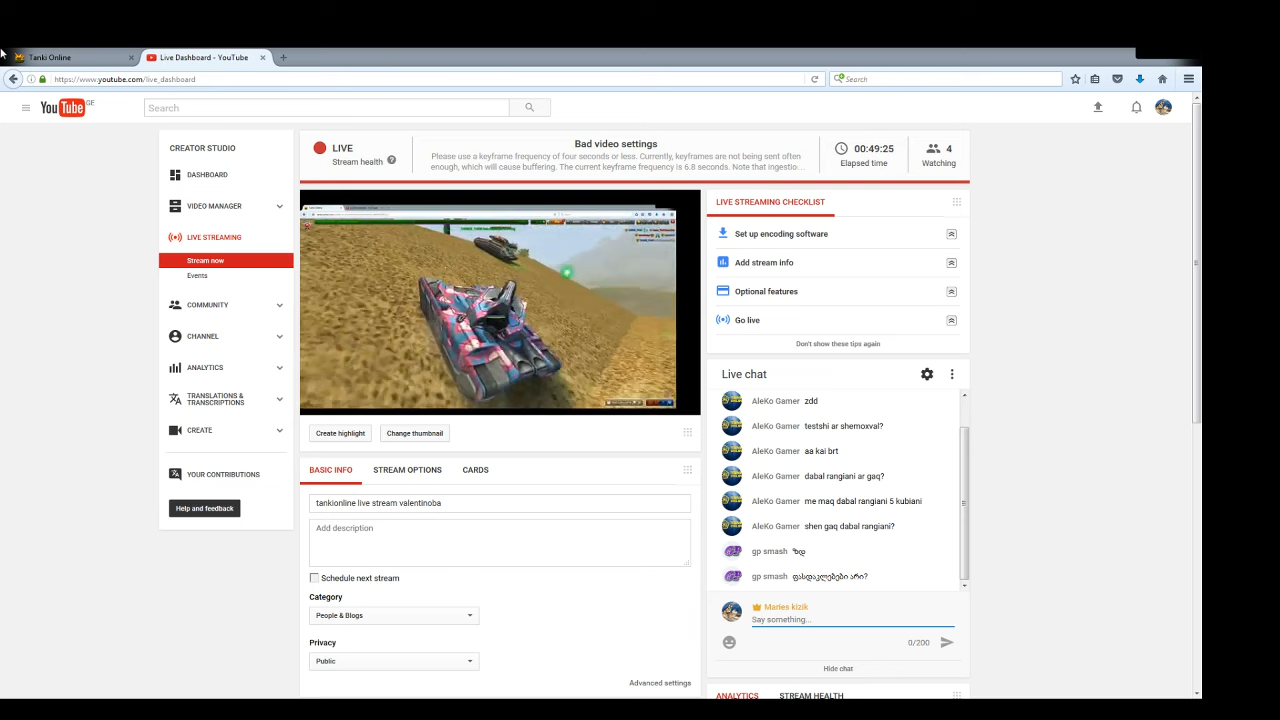 Tanki Online
Live Dashboard - YouTube
https://www.youtube.com/live_dashboard
Search
YouTube GE
Search
CREATOR STUDIO
DASHBOARD
VIDEO MANAGER
LIVE STREAMING
Stream now
Events
COMMUNITY
CHANNEL
ANALYTICS
TRANSLATIONS &
TRANSCRIPTIONS
CREATE
YOUR CONTRIBUTIONS
Help and feedback
LIVE
Stream health
Bad video settings
Please use a keyframe frequency of four seconds or less. Currently, keyframes are not being sent often
enough, which will cause buffering. The current keyframe frequency is 6.8 seconds. Note that ingestio...
00:49:25
Elapsed time
4
Watching
Create highlight
Change thumbnail
BASIC INFO
STREAM OPTIONS
CARDS
tankionline live stream valentinoba
Add description
Schedule next stream
Category
People & Blogs
Privacy
Public
Advanced settings
LIVE STREAMING CHECKLIST
Set up encoding software
Add stream info
Optional features
Go live
Don't show these tips again
Live chat
AleKo Gamer zdd
AleKo Gamer testshi ar shemoxval?
AleKo Gamer aa kai brt
AleKo Gamer dabal rangiani ar gaq?
AleKo Gamer me maq dabal rangiani 5 kubiani
AleKo Gamer shen gaq dabal rangiani?
gp smash ზდ
gp smash ფასდაკლებები არი?
Maries kizik
Say something...
0/200
Hide chat
ANALYTICS
STREAM HEALTH